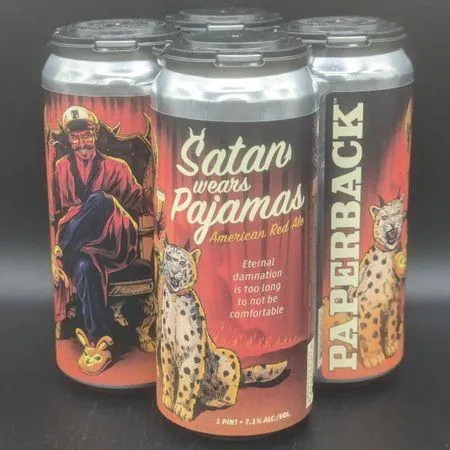 Satan
wears
Pajamas
American Red Ale
Eternal
damnation
is too long
to not be
comfortable
1 PINT • 7.1% ALC./VOL.
PAPERBACK